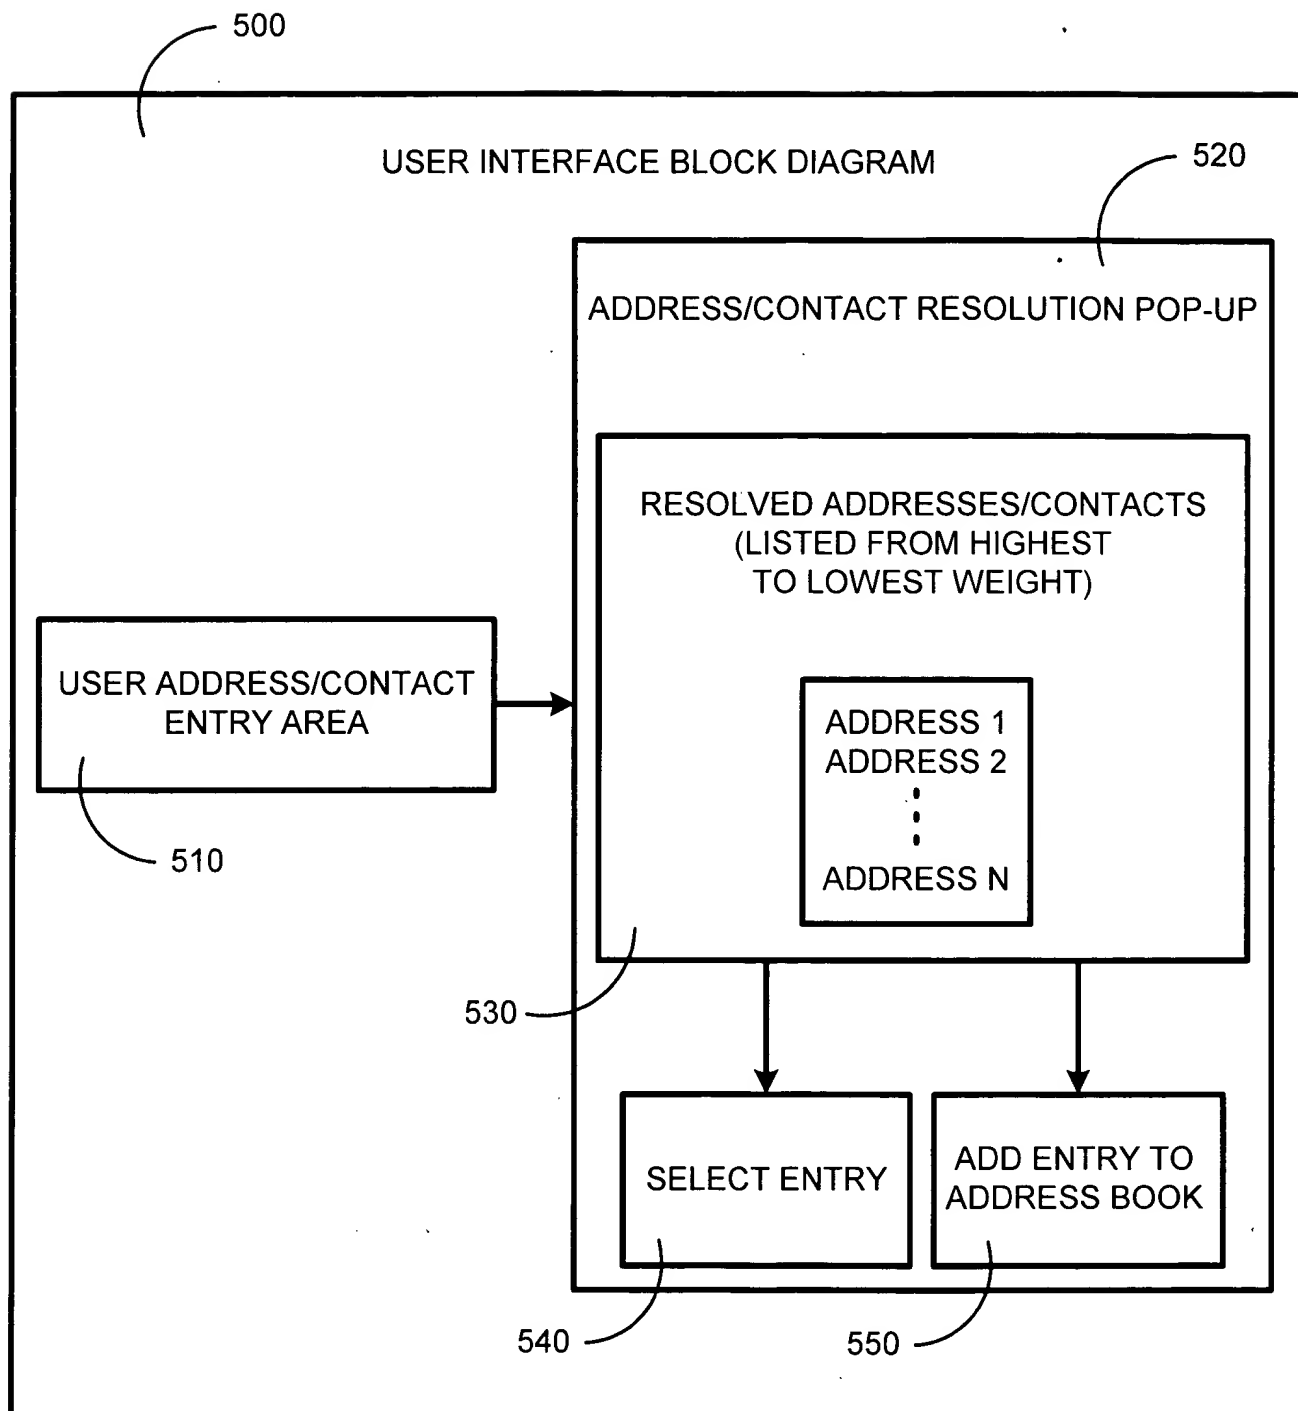 500
USER INTERFACE BLOCK DIAGRAM
520
ADDRESS/CONTACT RESOLUTION POP-UP
RESOLVED ADDRESSES/CONTACTS
(LISTED FROM HIGHEST
TO LOWEST WEIGHT)
USER ADDRESS/CONTACT
ENTRY AREA
510
ADDRESS 1
ADDRESS 2
ADDRESS N
530
SELECT ENTRY
ADD ENTRY TO
ADDRESS BOOK
540
550